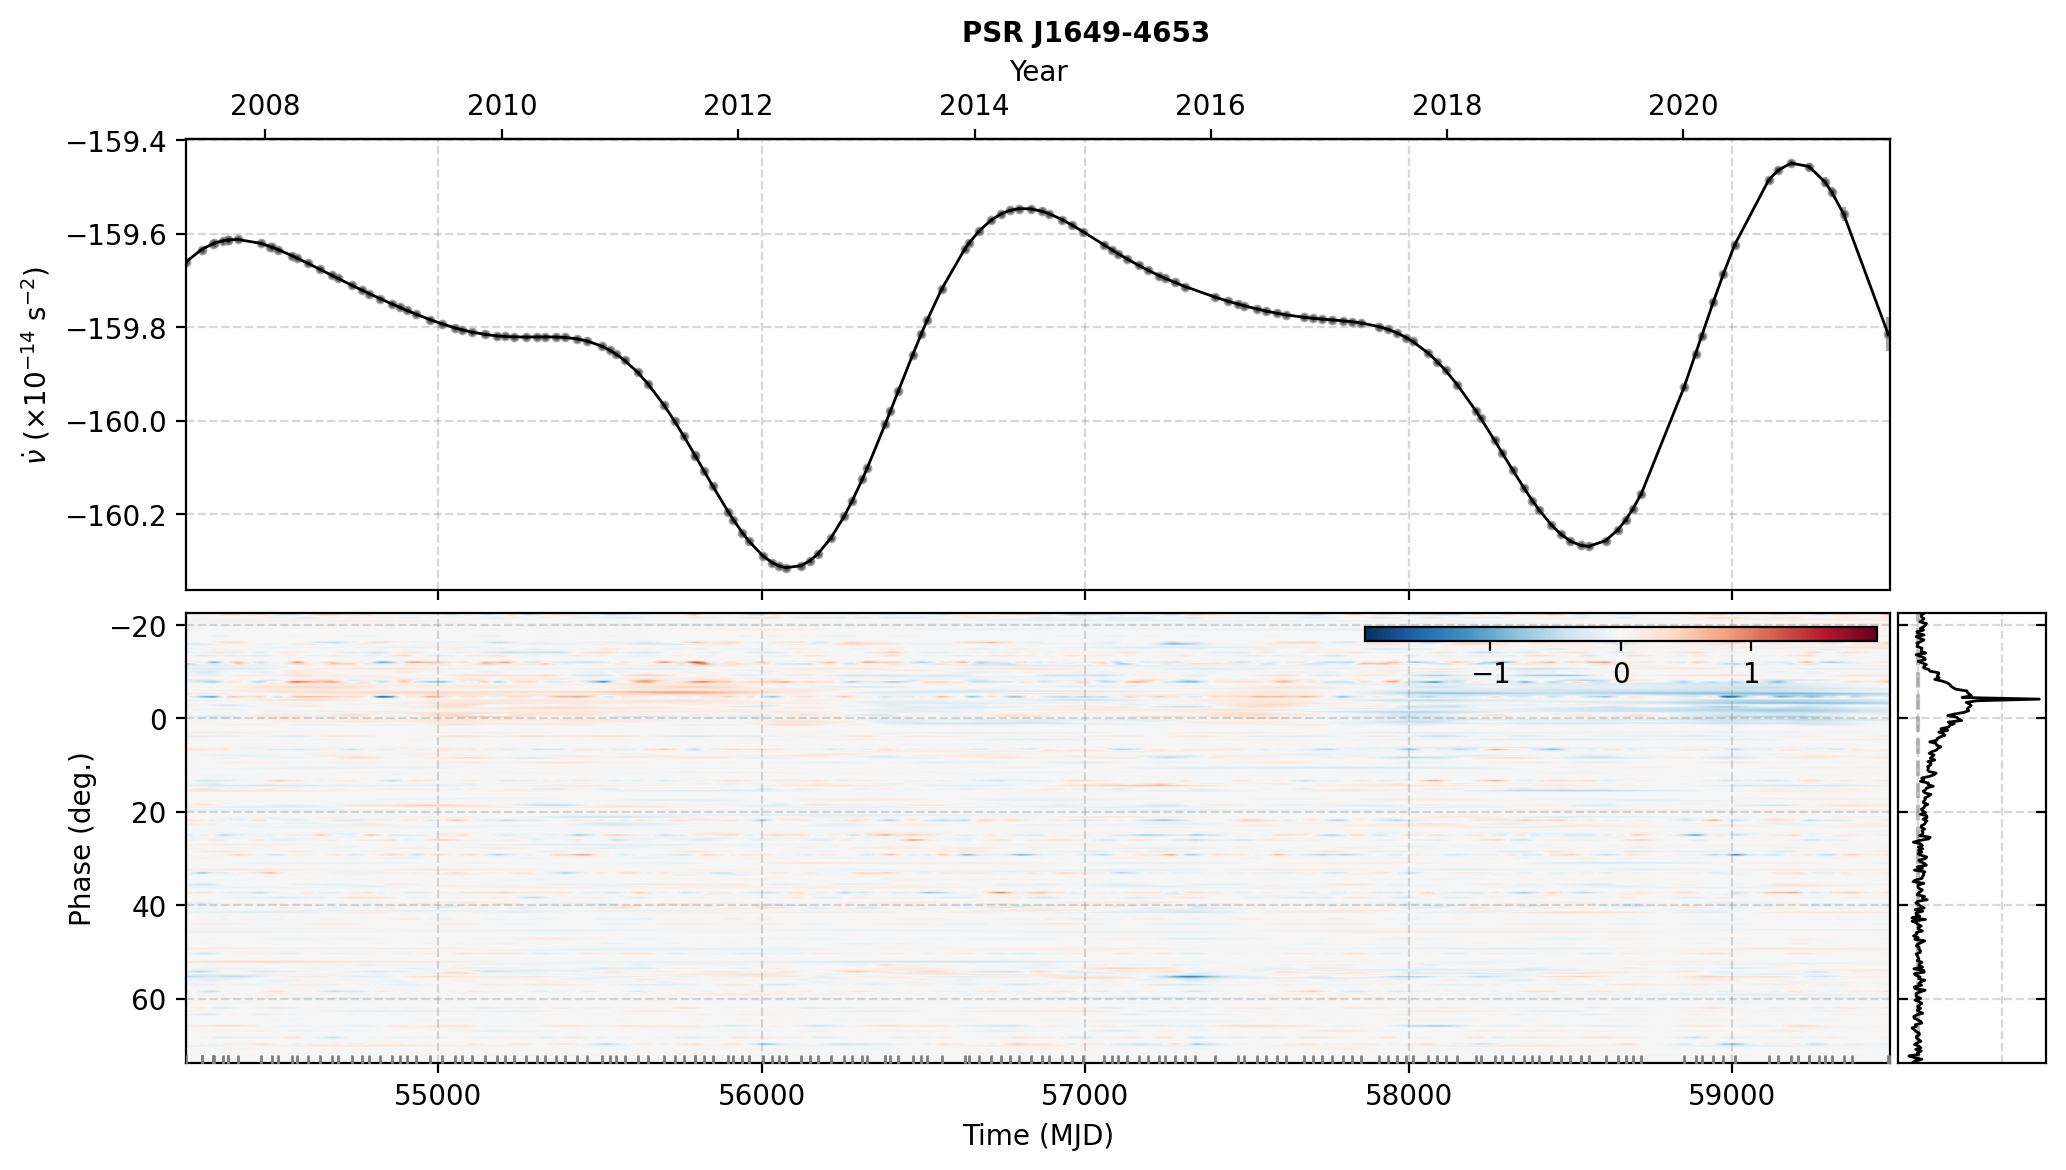 PSR J1649-4653
Year
2008 2010 2012 2014 2016 2018 2020
−159.4
−159.6
−159.8
−160.0
−160.2
ν̇ (×10⁻¹⁴ s⁻²)
−20
0
20
40
60
Phase (deg.)
−1 0 1
55000 56000 57000 58000 59000
Time (MJD)